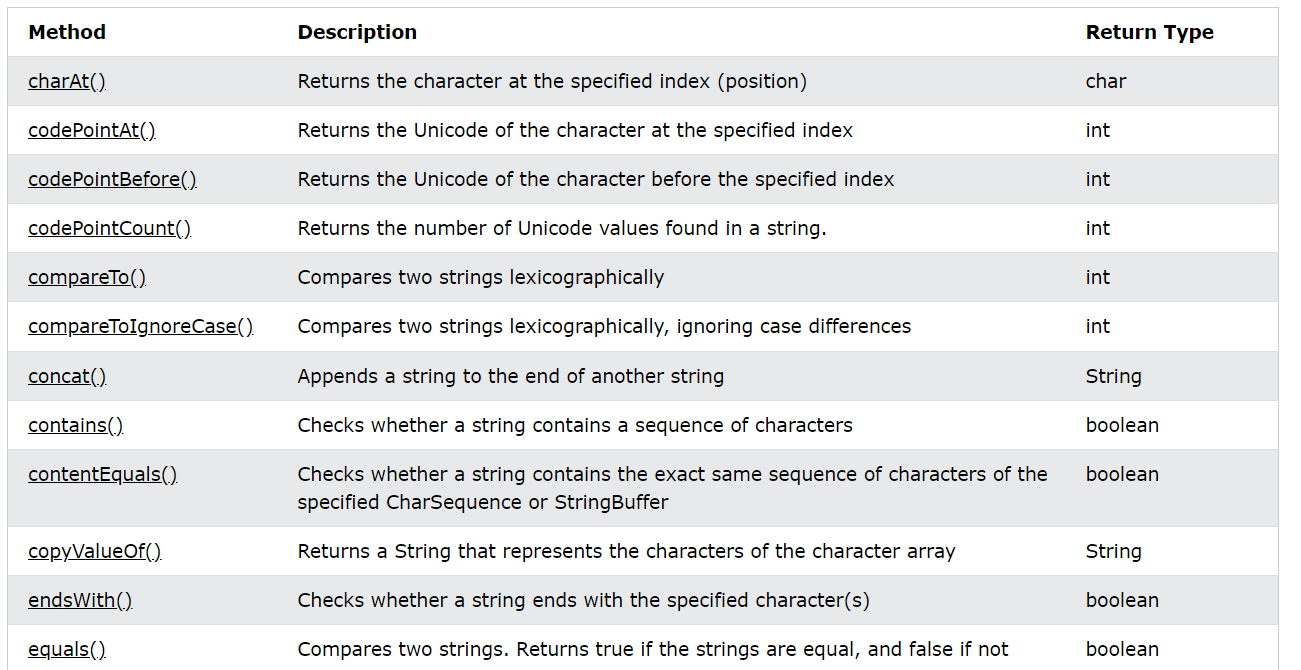 Method Description Return Type
charAt() Returns the character at the specified index (position) char
codePointAt() Returns the Unicode of the character at the specified index int
codePointBefore() Returns the Unicode of the character before the specified index int
codePointCount() Returns the number of Unicode values found in a string. int
compareTo() Compares two strings lexicographically int
compareToIgnoreCase() Compares two strings lexicographically, ignoring case differences int
concat() Appends a string to the end of another string String
contains() Checks whether a string contains a sequence of characters boolean
contentEquals() Checks whether a string contains the exact same sequence of characters of the boolean
specified CharSequence or StringBuffer
copyValueOf() Returns a String that represents the characters of the character array String
endsWith() Checks whether a string ends with the specified character(s) boolean
equals() Compares two strings. Returns true if the strings are equal, and false if not boolean